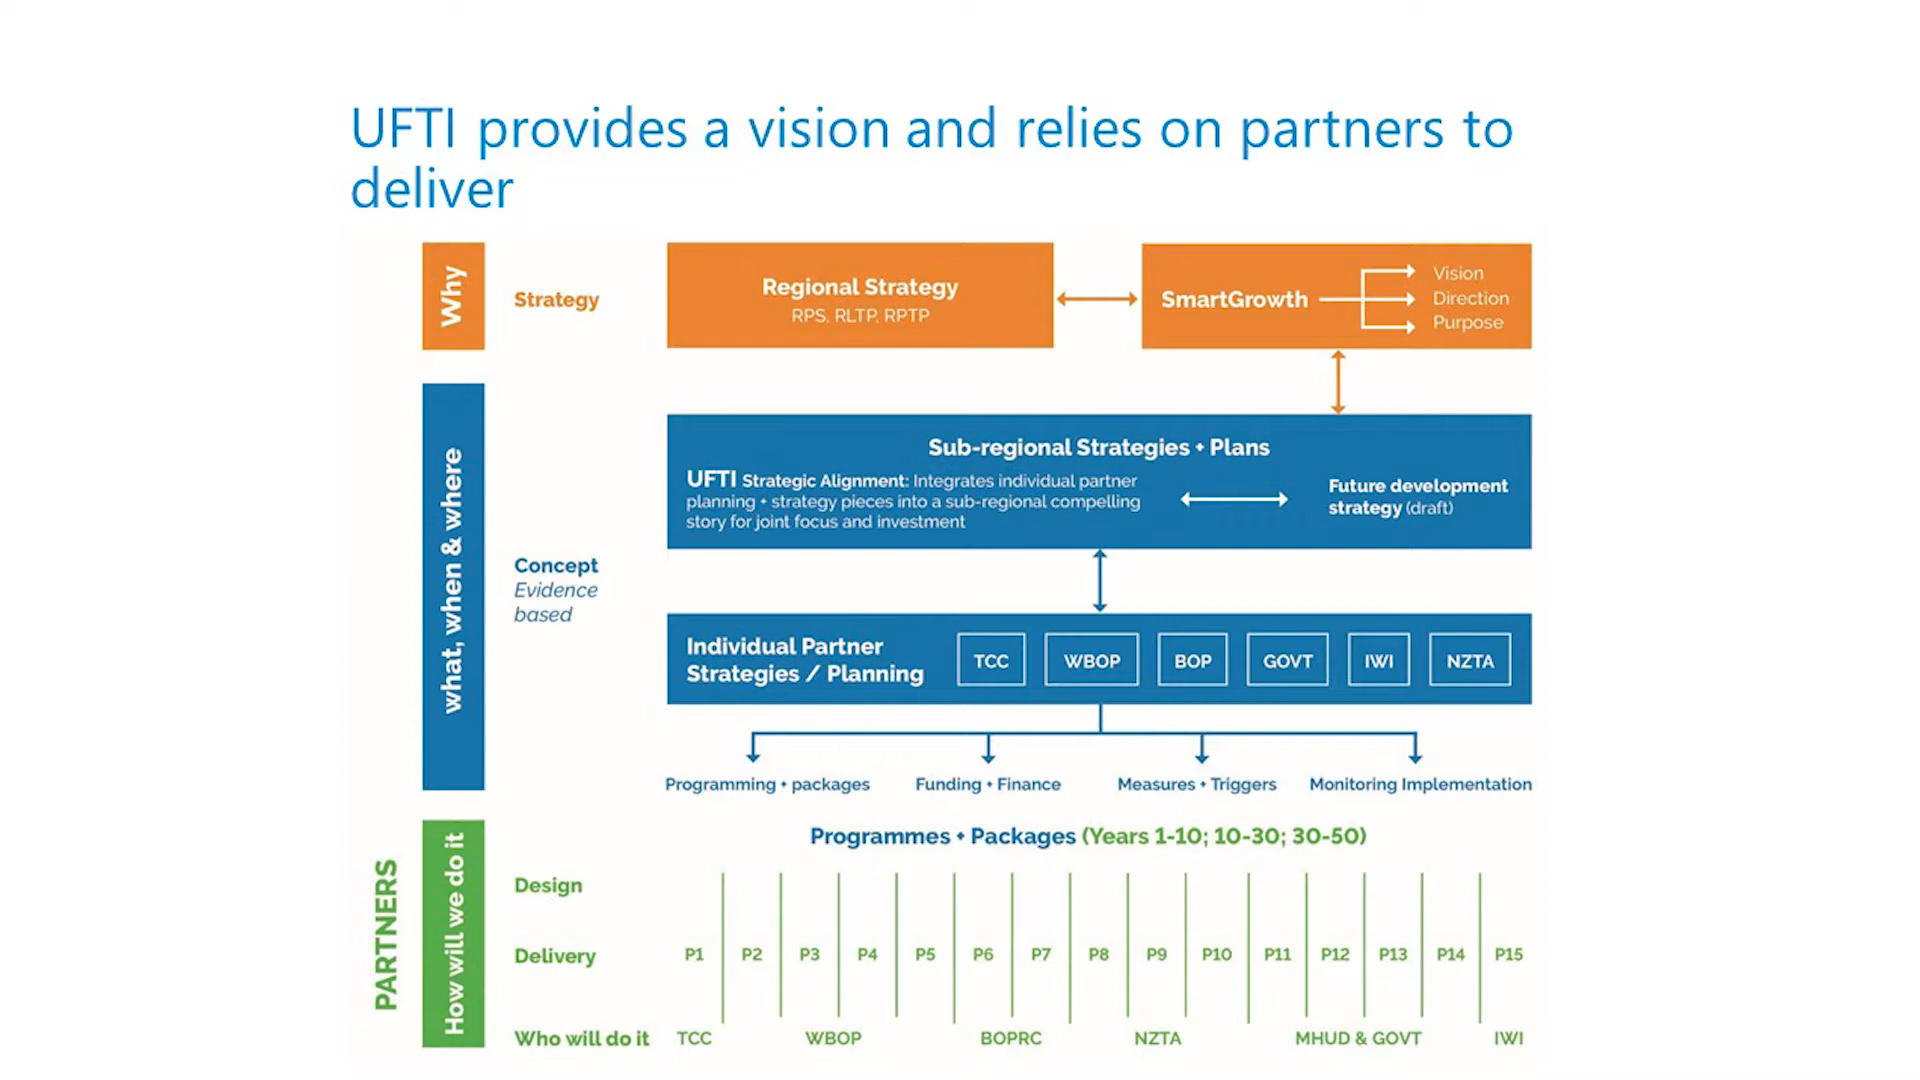 UFTI provides a vision and relies on partners to
deliver
Why
Strategy
Regional Strategy
RPS, RLTP, RPTP
SmartGrowth
Vision
Direction
Purpose
what, when & where
Concept
Evidence
based
Sub-regional Strategies + Plans
UFTI Strategic Alignment: Integrates individual partner
planning + strategy pieces into a sub-regional compelling
story for joint focus and investment
Future development
strategy (draft)
Individual Partner
Strategies / Planning
TCC
WBOP
BOP
GOVT
IWI
NZTA
Programming + packages
Funding + Finance
Measures + Triggers
Monitoring Implementation
PARTNERS
How will we do it
Programmes + Packages (Years 1-10; 10-30; 30-50)
Design
Delivery
P1 P2 P3 P4 P5 P6 P7 P8 P9 P10 P11 P12 P13 P14 P15
Who will do it
TCC WBOP BOPRC NZTA MHUD & GOVT IWI